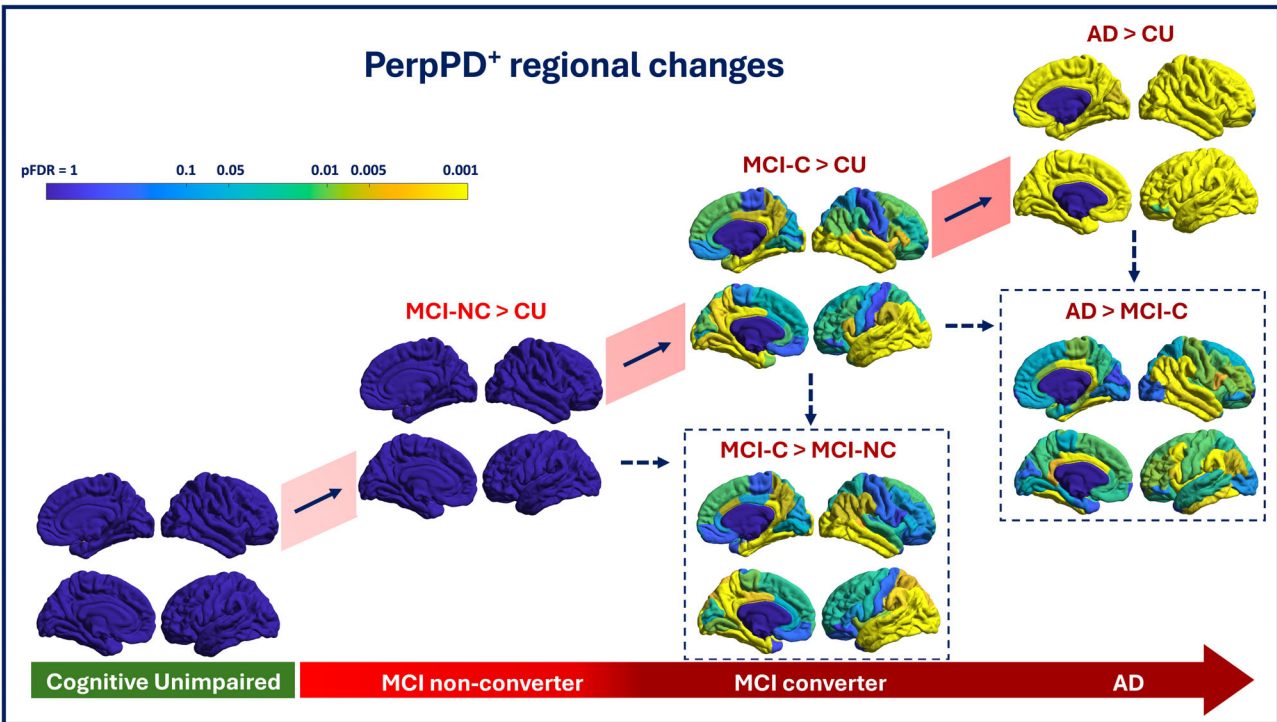 PerpPD⁺ regional changes
AD > CU
pFDR = 1 0.1 0.05 0.01 0.005 0.001
MCI-C > CU
MCI-NC > CU
AD > MCI-C
MCI-C > MCI-NC
Cognitive Unimpaired MCI non-converter MCI converter AD